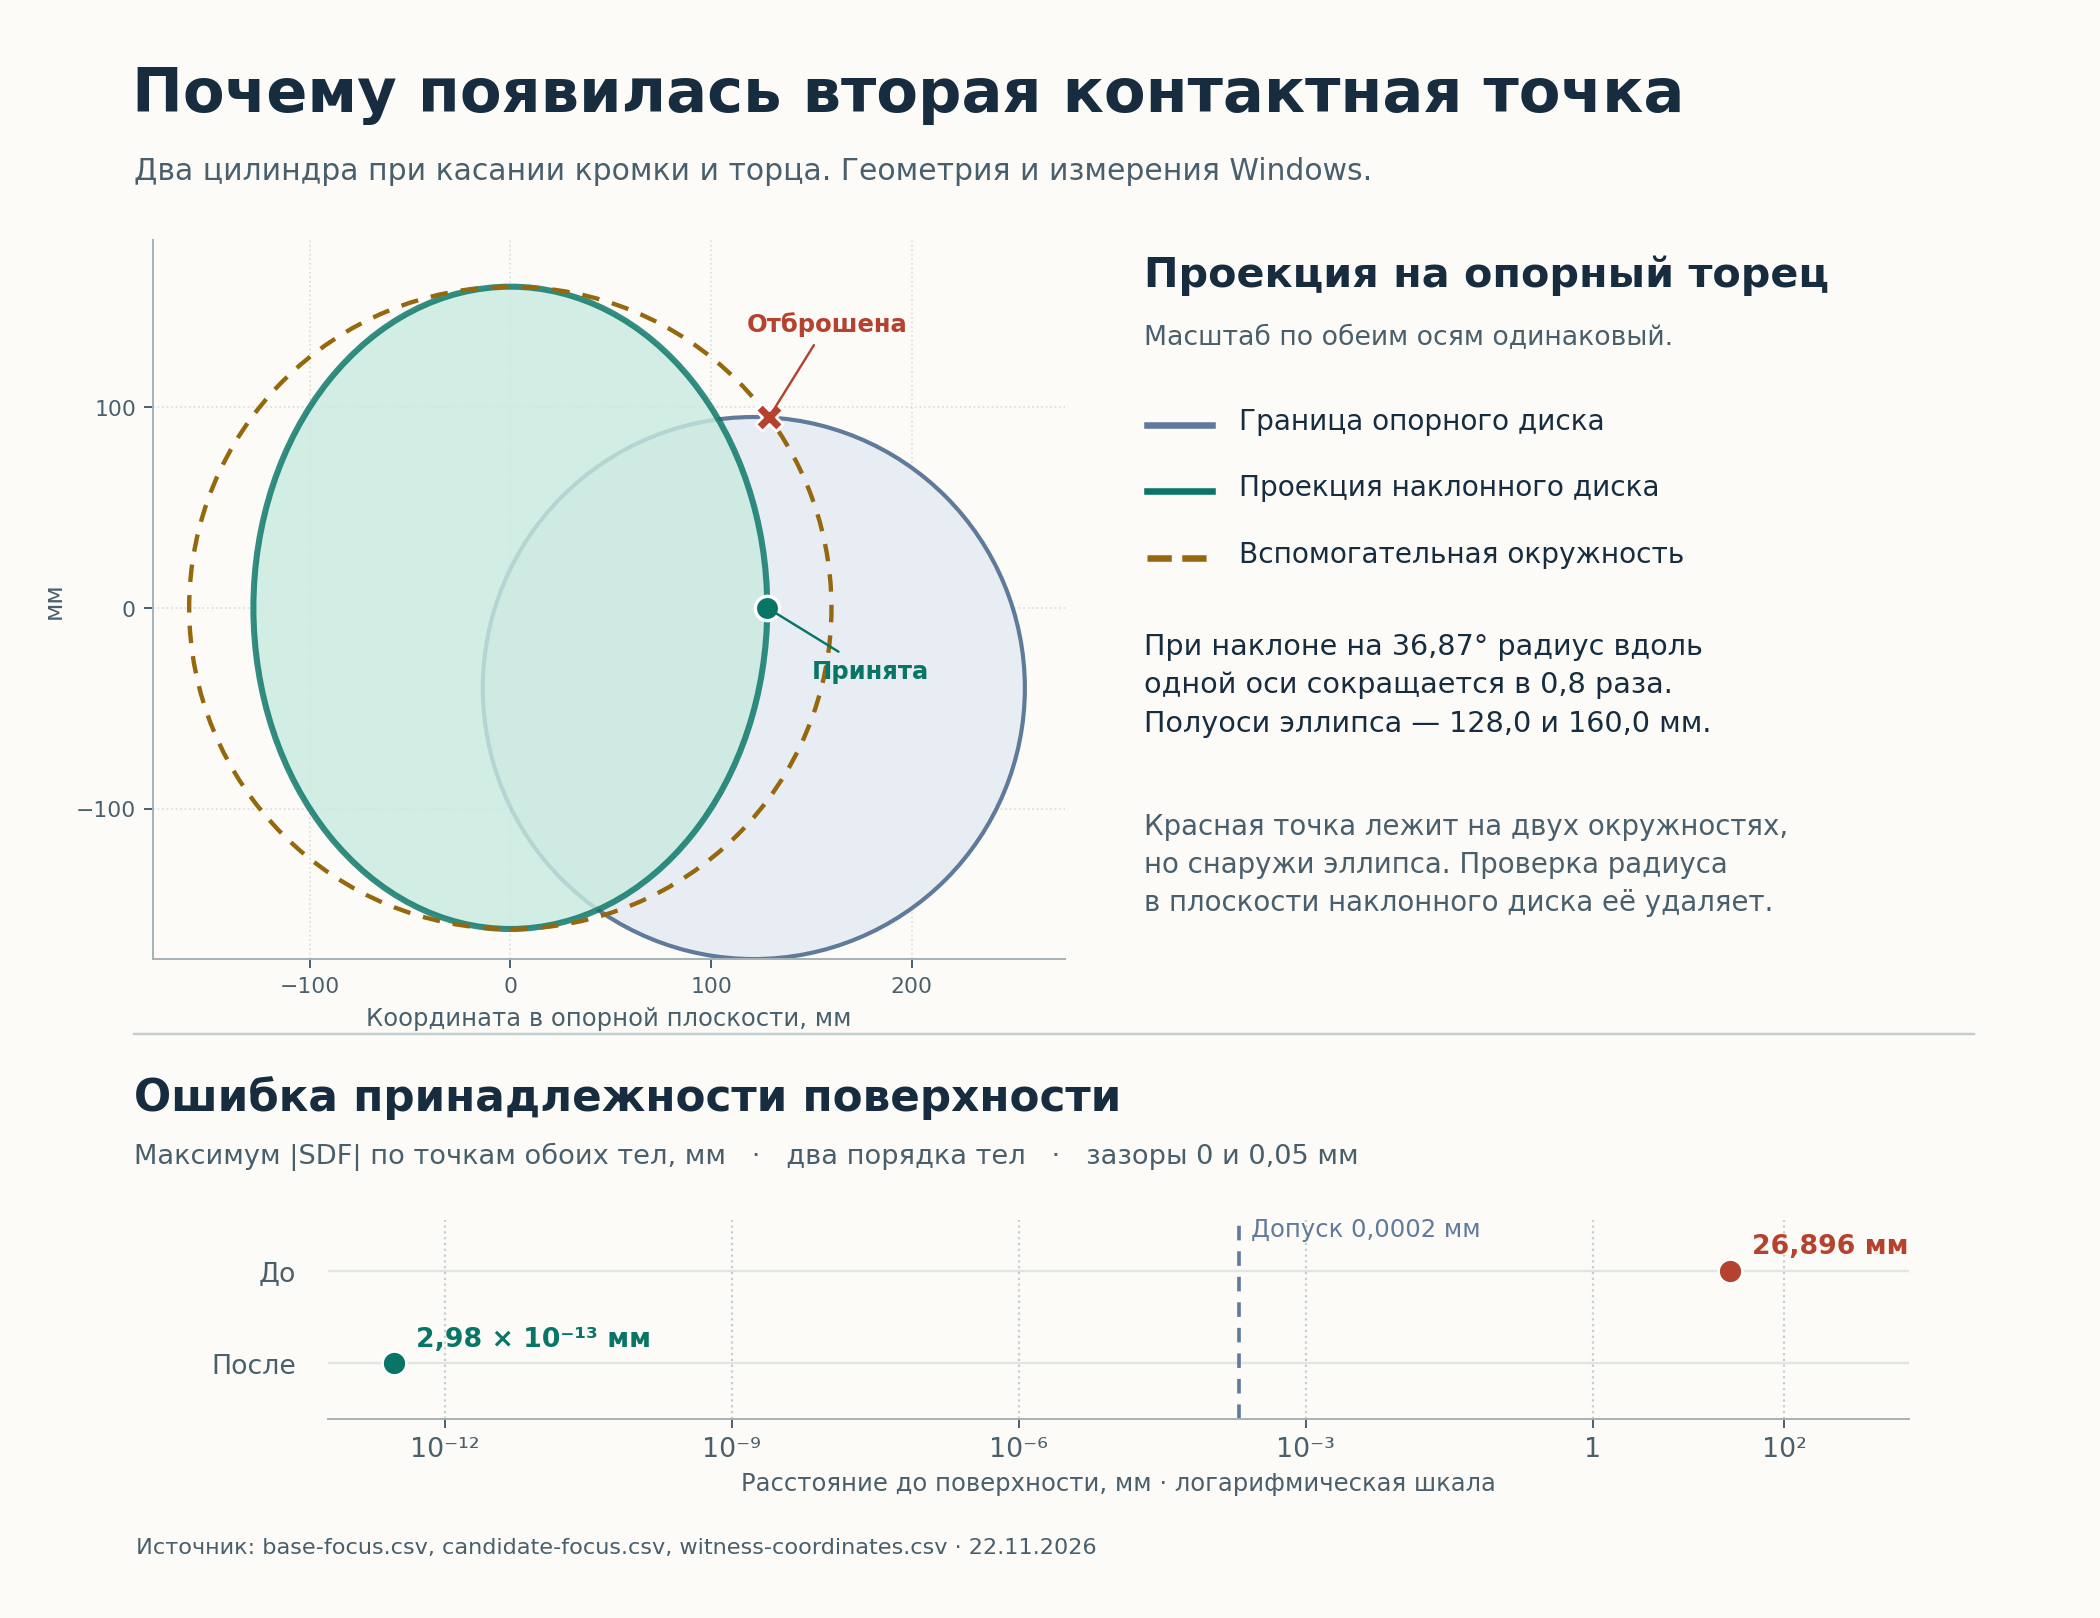 Почему появилась вторая контактная точка
Два цилиндра при касании кромки и торца. Геометрия и измерения Windows.
Отброшена
Принята
100
0
−100
мм
−100
0
100
200
Координата в опорной плоскости, мм
Проекция на опорный торец
Масштаб по обеим осям одинаковый.
Граница опорного диска
Проекция наклонного диска
Вспомогательная окружность
При наклоне на 36,87° радиус вдоль
одной оси сокращается в 0,8 раза.
Полуоси эллипса — 128,0 и 160,0 мм.
Красная точка лежит на двух окружностях,
но снаружи эллипса. Проверка радиуса
в плоскости наклонного диска её удаляет.
Ошибка принадлежности поверхности
Максимум |SDF| по точкам обоих тел, мм · два порядка тел · зазоры 0 и 0,05 мм
Допуск 0,0002 мм
26,896 мм
До
2,98 × 10⁻¹³ мм
После
10⁻¹²
10⁻⁹
10⁻⁶
10⁻³
1
10²
Расстояние до поверхности, мм · логарифмическая шкала
Источник: base-focus.csv, candidate-focus.csv, witness-coordinates.csv · 22.11.2026